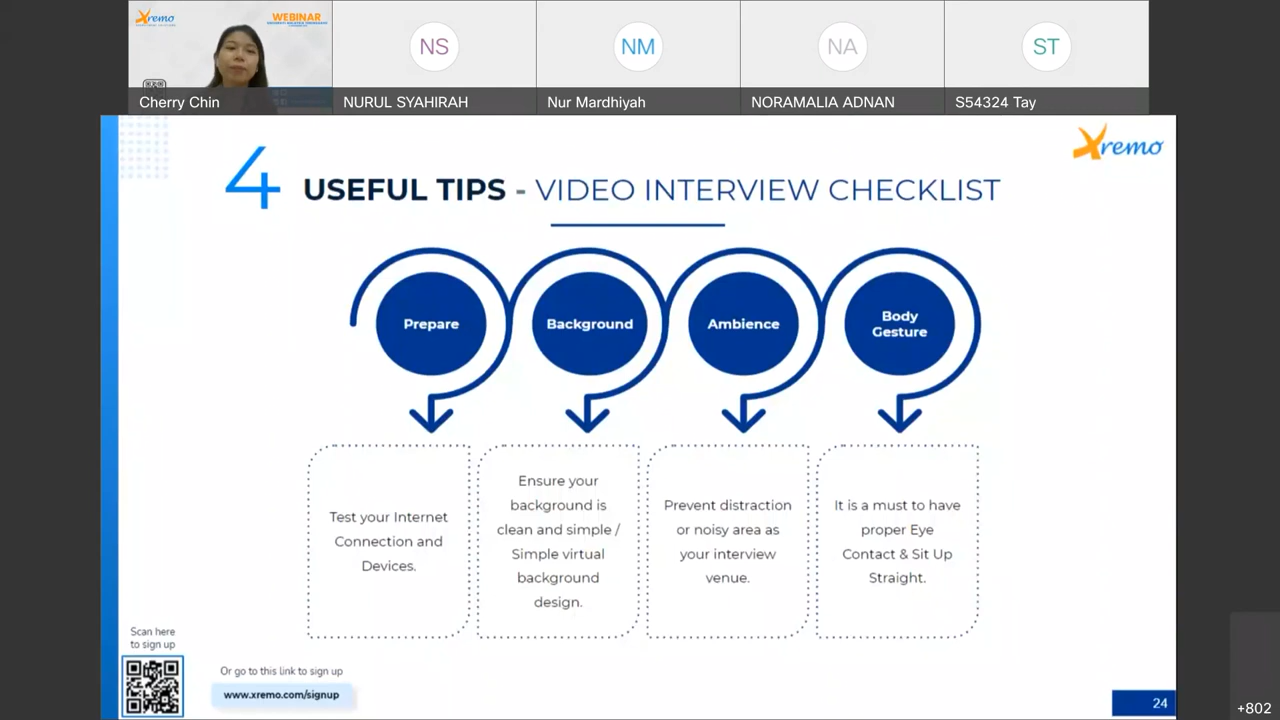 Xremo
WEBINAR
NS
NM
NA
ST
Cherry Chin
NURUL SYAHIRAH
Nur Mardhiyah
NORAMALIA ADNAN
S54324 Tay
Xremo
4
USEFUL TIPS - VIDEO INTERVIEW CHECKLIST
Prepare
Background
Ambience
Body
Gesture
Test your Internet
Connection and
Devices.
Ensure your
background is
clean and simple /
Simple virtual
background
design.
Prevent distraction
or noisy area as
your interview
venue.
It is a must to have
proper Eye
Contact & Sit Up
Straight.
Scan here
to sign up
Or go to this link to sign up
www.xremo.com/signup
24
+802